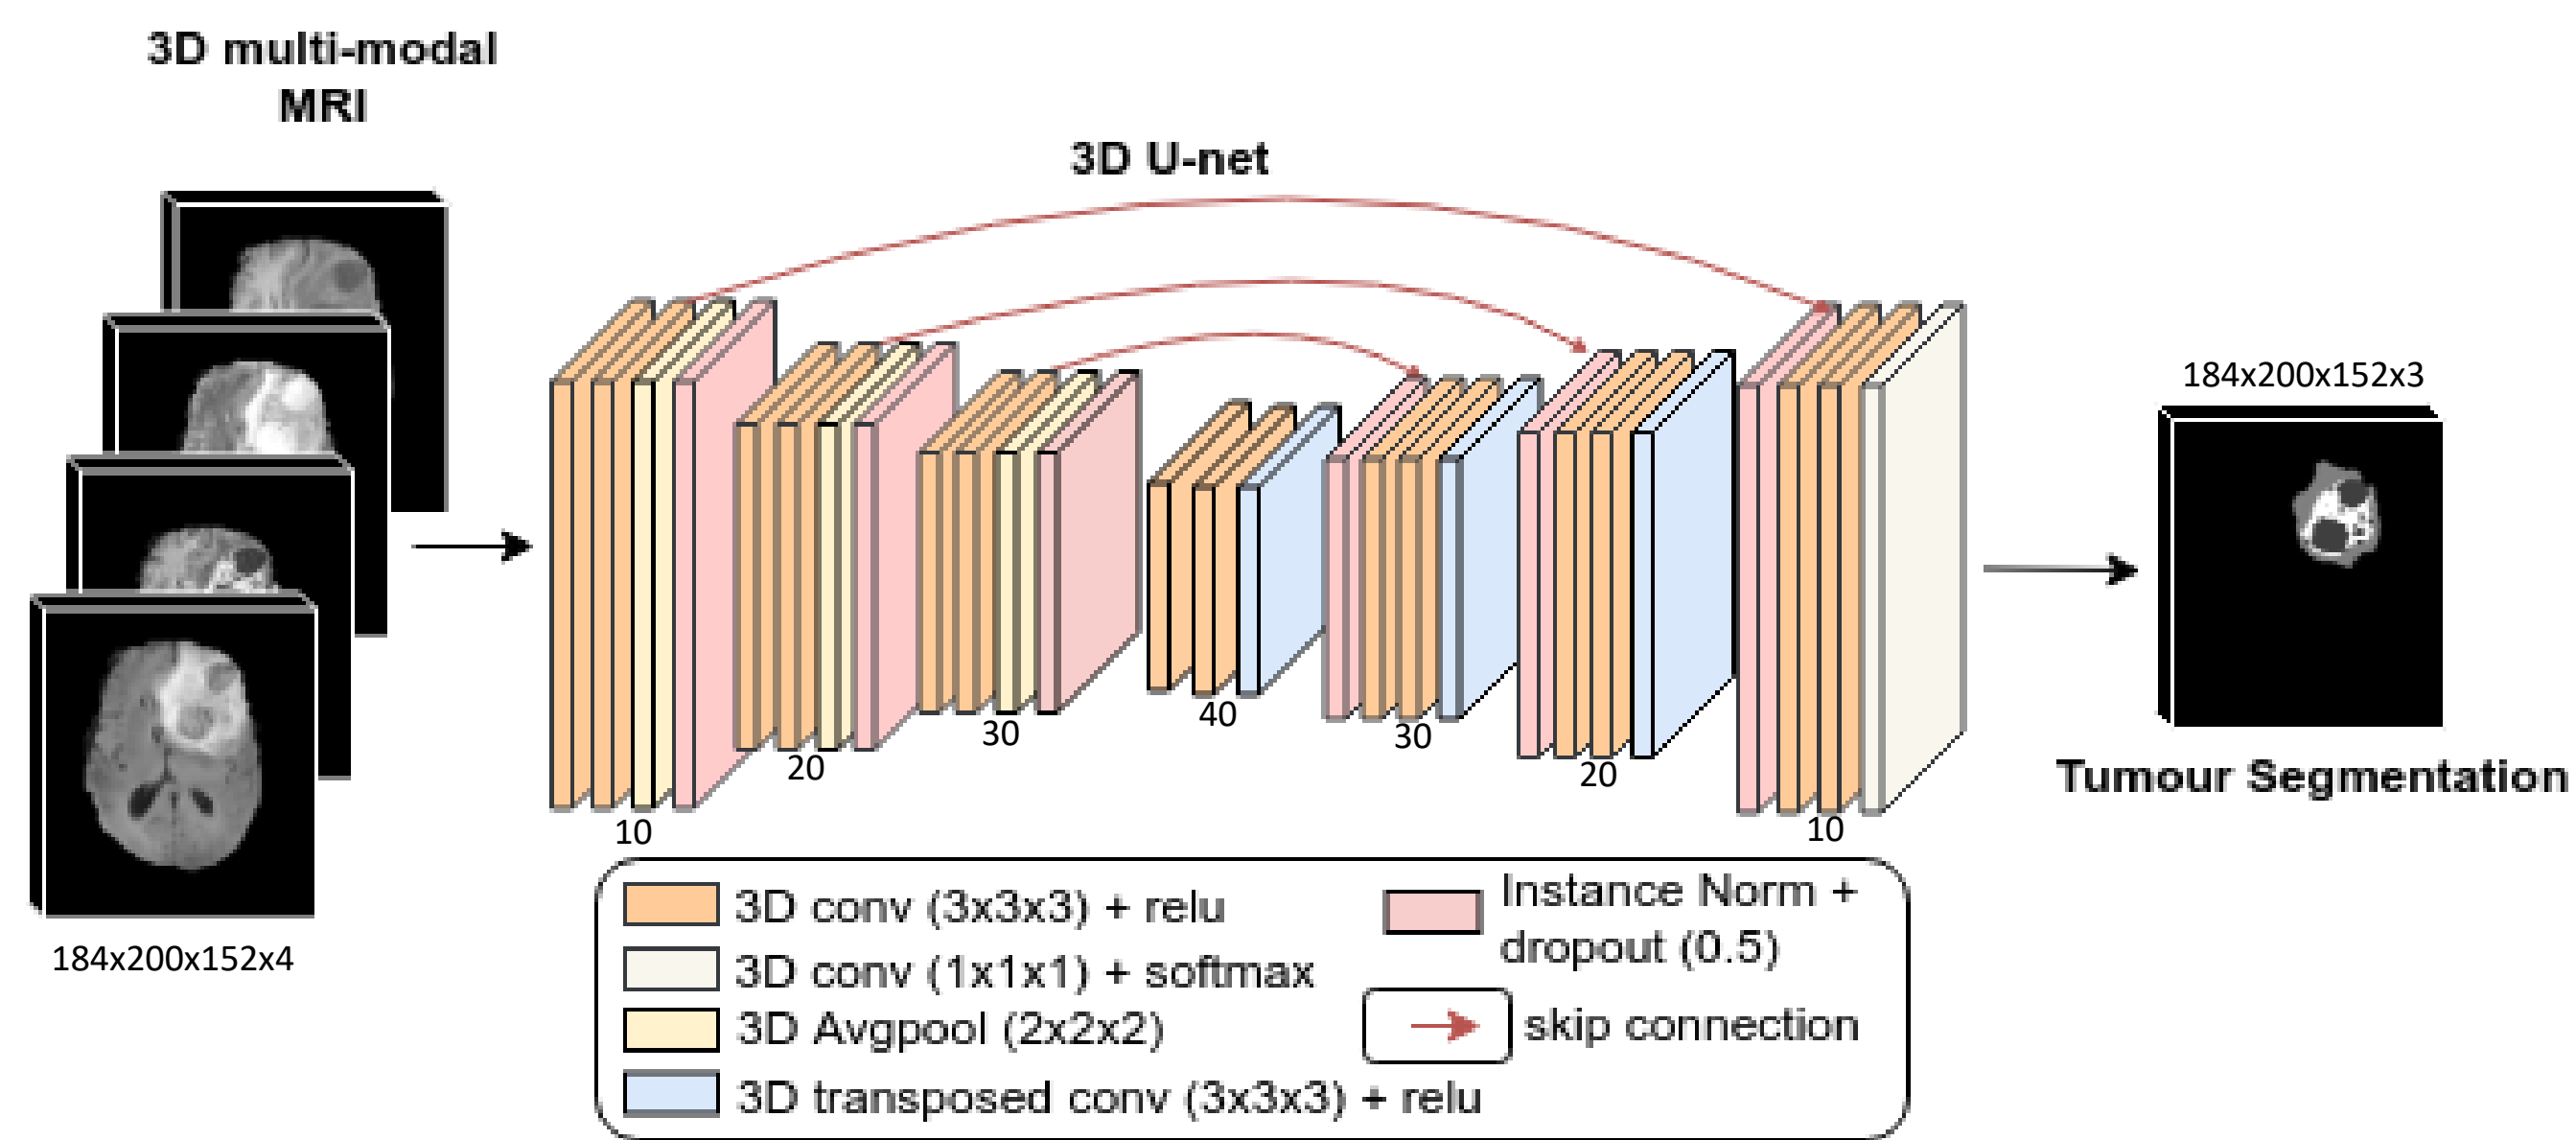 3D multi-modal
MRI
3D U-net
184x200x152x3
10
20
30
40
30
20
10
Tumour Segmentation
184x200x152x4
3D conv (3x3x3) + relu
3D conv (1x1x1) + softmax
3D Avgpool (2x2x2)
3D transposed conv (3x3x3) + relu
Instance Norm +
dropout (0.5)
skip connection